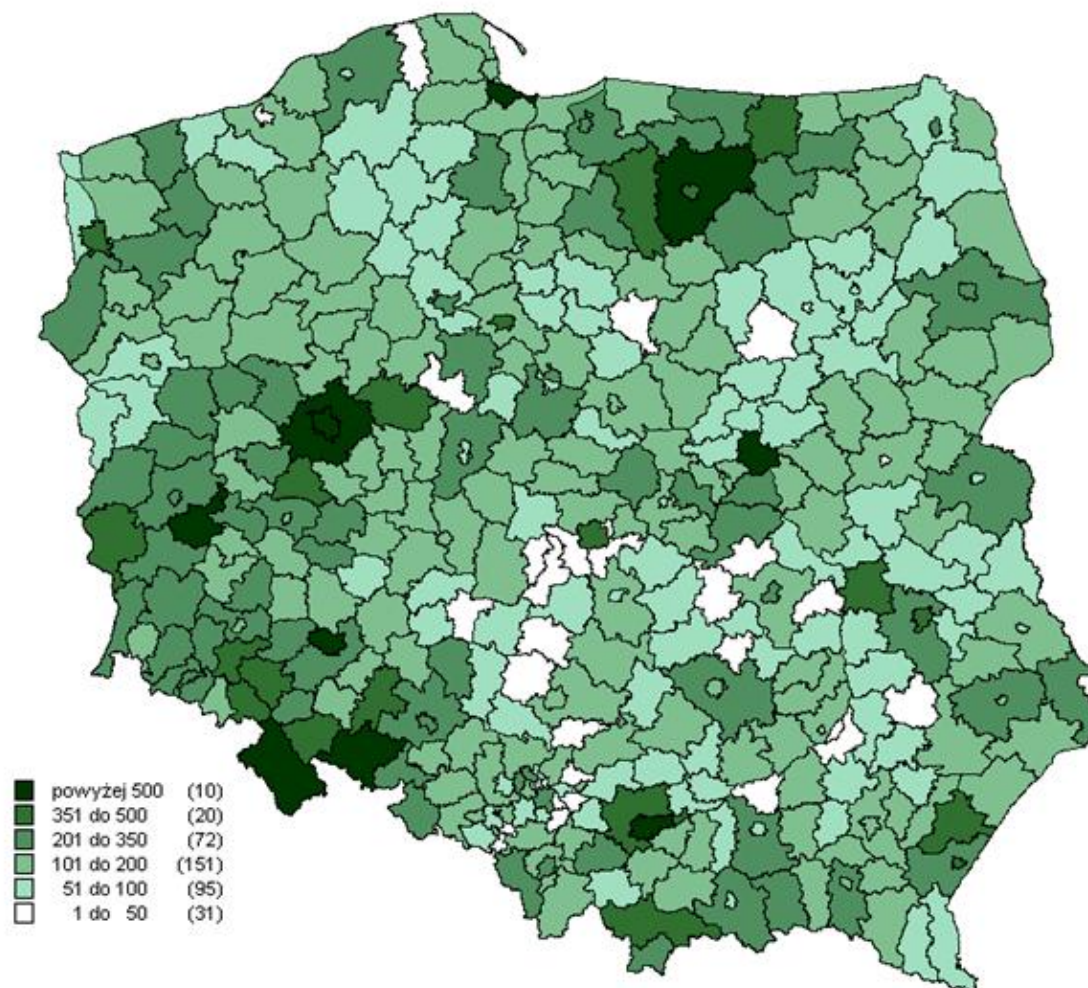 powyżej 500 (10)
351 do 500 (20)
201 do 350 (72)
101 do 200 (151)
51 do 100 (95)
1 do 50 (31)